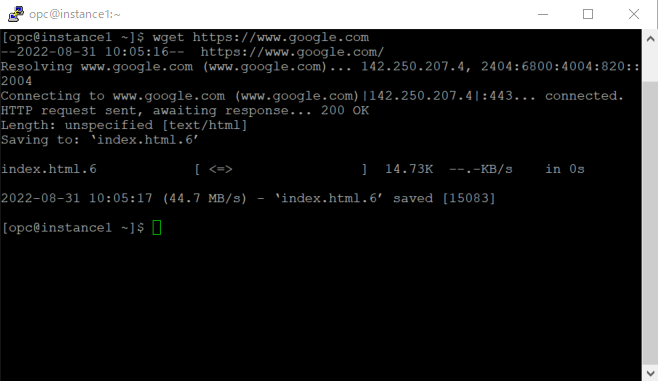 opc@instance1:~
[opc@instance1 ~]$ wget https://www.google.com
--2022-08-31 10:05:16--  https://www.google.com/
Resolving www.google.com (www.google.com)... 142.250.207.4, 2404:6800:4004:820::
2004
Connecting to www.google.com (www.google.com)|142.250.207.4|:443... connected.
HTTP request sent, awaiting response... 200 OK
Length: unspecified [text/html]
Saving to: ‘index.html.6’
index.html.6            [ <=>                ]  14.73K  --.-KB/s    in 0s
2022-08-31 10:05:17 (44.7 MB/s) - ‘index.html.6’ saved [15083]
[opc@instance1 ~]$